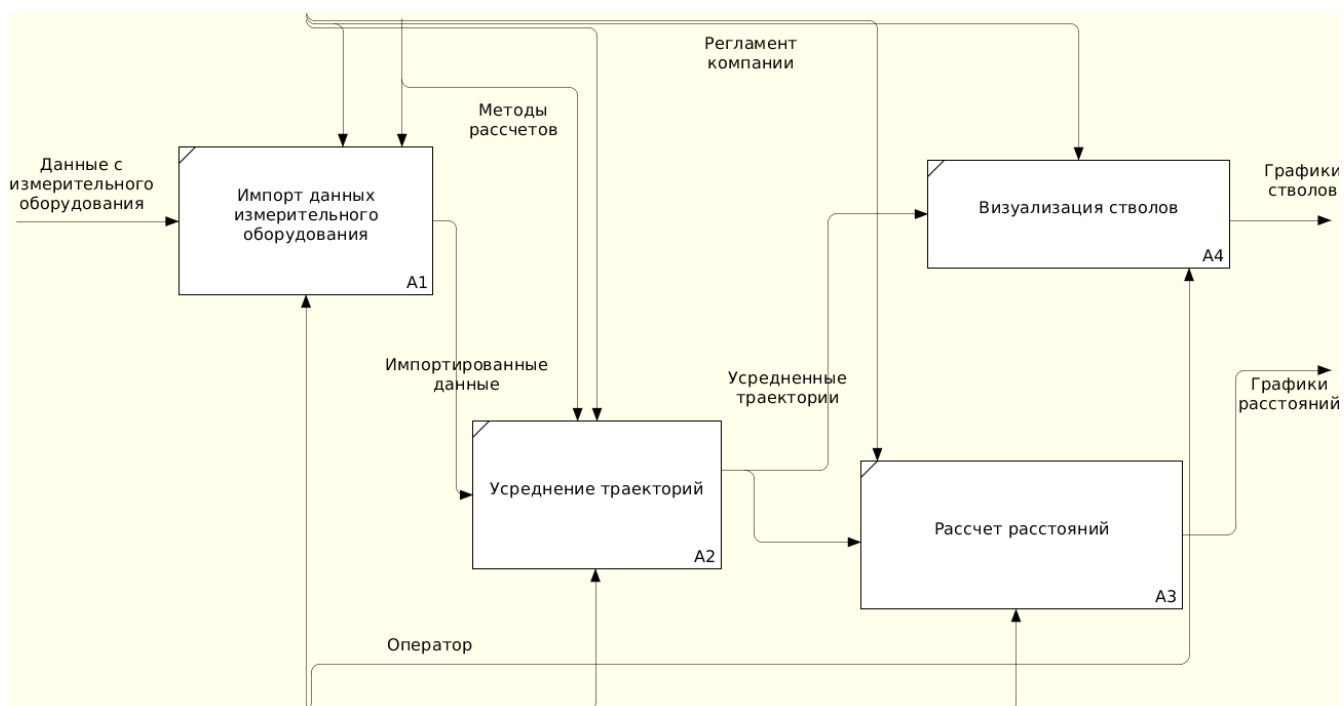 Регламент
компании
Методы
рассчетов
Данные с
измерительного
оборудования
Импорт данных
измерительного
оборудования
A1
Визуализация стволов
A4
Графики
стволов
Импортированные
данные
Усредненные
траектории
Графики
расстояний
Усреднение траекторий
A2
Рассчет расстояний
A3
Оператор